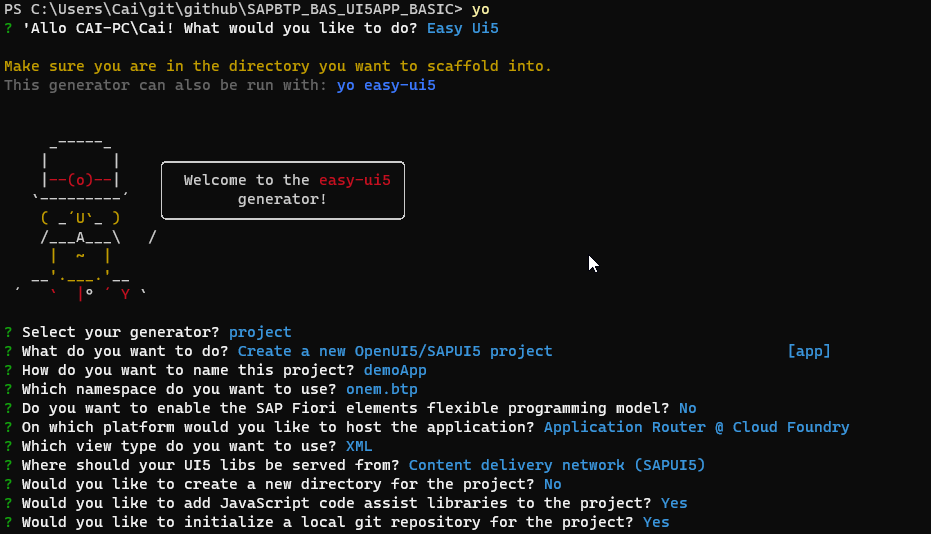 PS C:\Users\Cai\git\github\SAPBTP_BAS_UI5APP_BASIC> yo
? 'Allo CAI-PC\Cai! What would you like to do? Easy Ui5
Make sure you are in the directory you want to scaffold into.
This generator can also be run with: yo easy-ui5
Welcome to the easy-ui5
generator!
? Select your generator? project
? What do you want to do? Create a new OpenUI5/SAPUI5 project [app]
? How do you want to name this project? demoApp
? Which namespace do you want to use? onem.btp
? Do you want to enable the SAP Fiori elements flexible programming model? No
? On which platform would you like to host the application? Application Router @ Cloud Foundry
? Which view type do you want to use? XML
? Where should your UI5 libs be served from? Content delivery network (SAPUI5)
? Would you like to create a new directory for the project? No
? Would you like to add JavaScript code assist libraries to the project? Yes
? Would you like to initialize a local git repository for the project? Yes